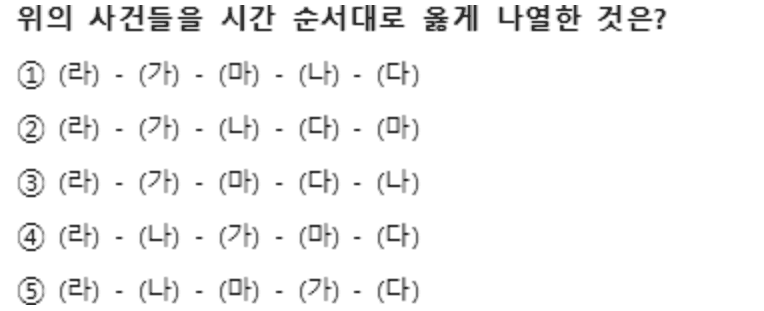 위의 사건들을 시간 순서대로 옳게 나열한 것은?
① (라) - (가) - (마) - (나) - (다)
② (라) - (가) - (나) - (다) - (마)
③ (라) - (가) - (마) - (다) - (나)
④ (라) - (나) - (가) - (마) - (다)
⑤ (라) - (나) - (마) - (가) - (다)